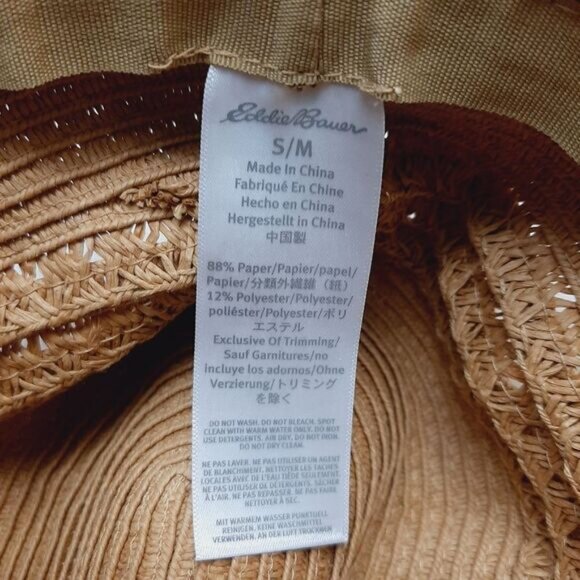 Eddie Bauer
S/M
Made In China
Fabriqué En Chine
Hecho en China
Hergestellt in China
中国製
88% Paper/Papier/papel/
Papier/分類外繊維（紙）
12% Polyester/Polyester/
poliéster/Polyester/ポリ
エステル
Exclusive Of Trimming/
Sauf Garnitures/no
incluye los adornos/Ohne
Verzierung/トリミング
を除く
DO NOT WASH. DO NOT BLEACH. SPOT
CLEAN WITH WARM WATER ONLY. DO NOT
USE DETERGENTS. AIR DRY. DO NOT IRON.
DO NOT DRY CLEAN.
NE PAS LAVER. NE PAS UTILISER UN AGENT
DE BLANCHIMENT. NETTOYER LES TACHES
LOCALES AVEC DE L'EAU TIÈDE SEULEMENT.
NE PAS UTILISER DE DÉTERGENTS. SÉCHER
À L'AIR. NE PAS REPASSER. NE PAS FAIRE
NETTOYER À SEC.
MIT WARMEM WASSER PUNKTUELL
REINIGEN. KEINE WASCHMITTEL
VERWENDEN. AN DER LUFT TROCKNEN.